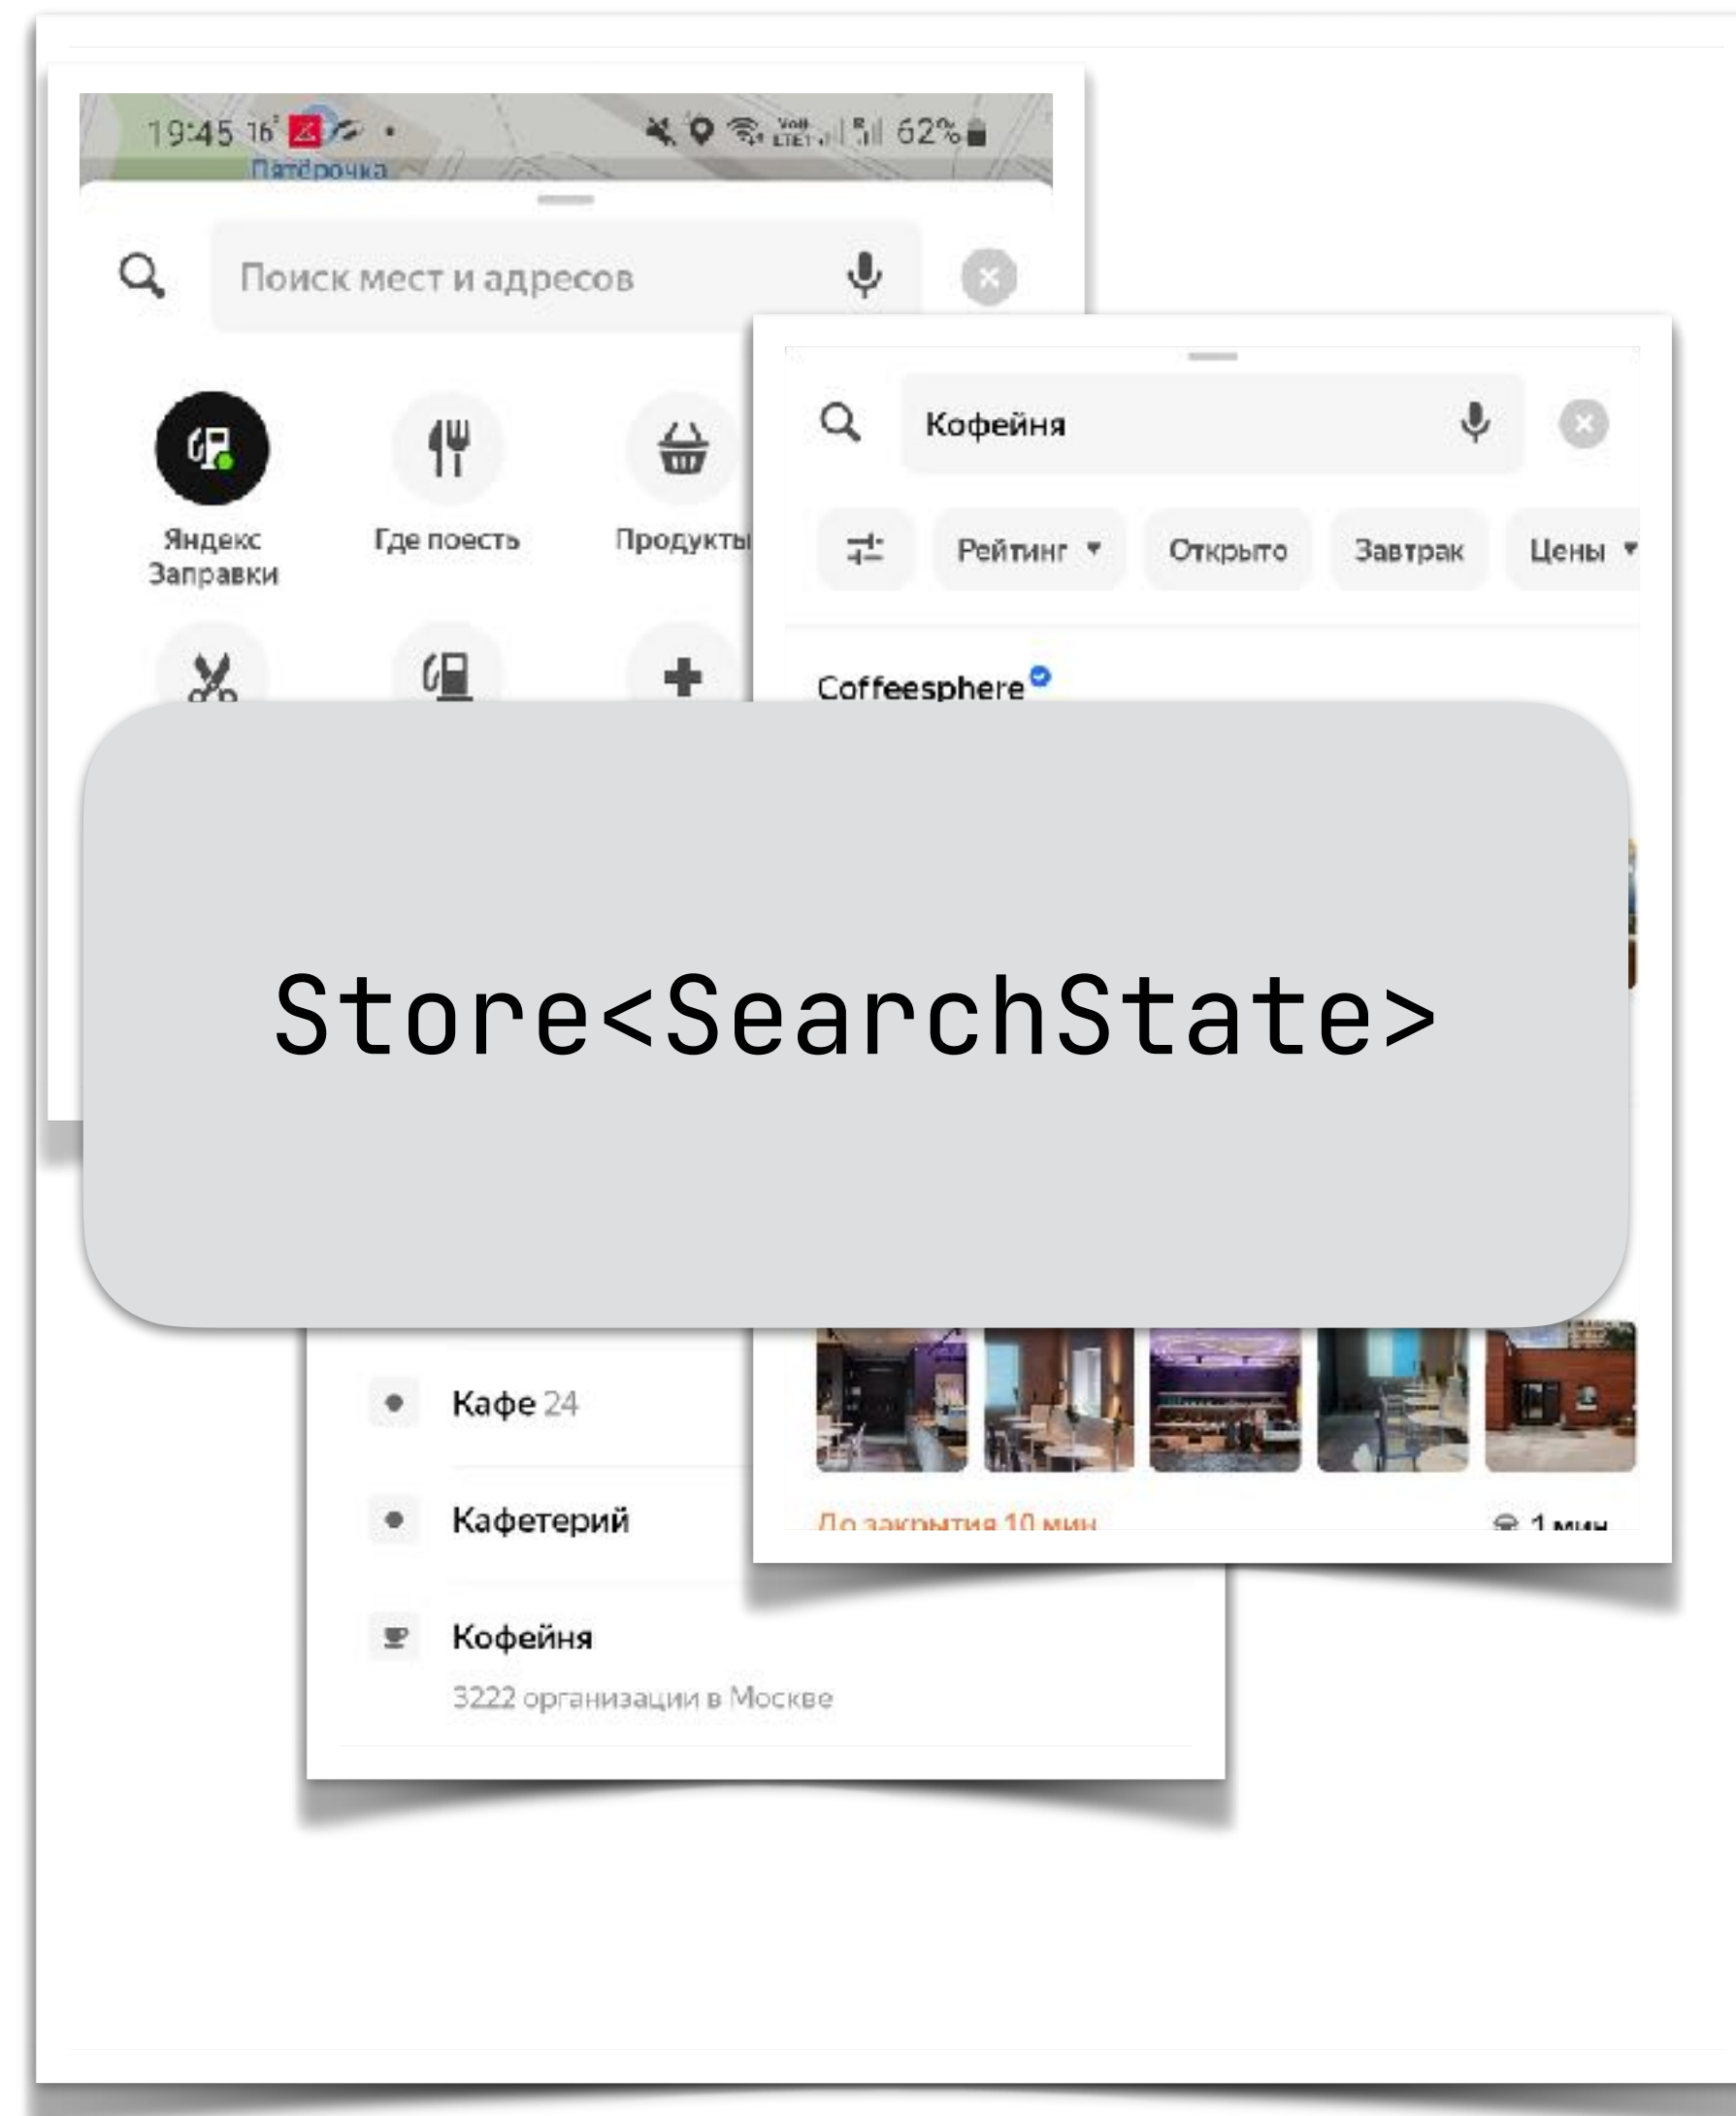 19:45 16°
62%
Пятёрочка
Поиск мест и адресов
Яндекс
Заправки
Где поесть
Продукты
Кофейня
Рейтинг
Открыто
Завтрак
Цены
Coffeesphere
Store<SearchState>
Кафе 24
Кафетерий
Кофейня
3222 организации в Москве
До закрытия 10 мин
1 мин